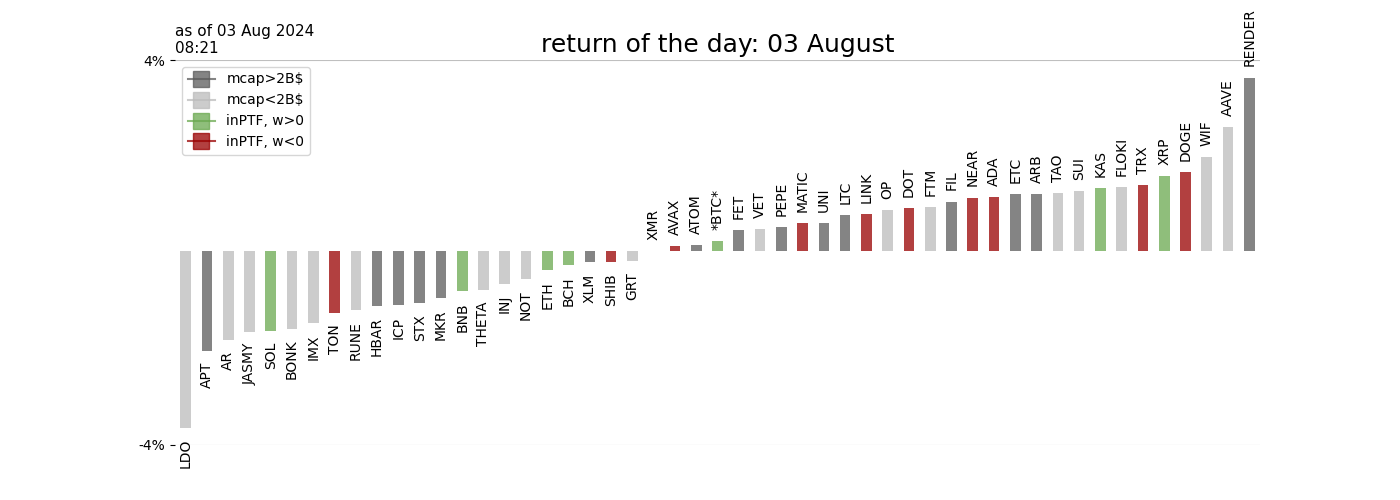 as of 03 Aug 2024
08:21
return of the day: 03 August
4%
mcap>2B$
mcap<2B$
inPTF, w>0
inPTF, w<0
-4%
LDO
APT
AR
JASMY
SOL
BONK
IMX
TON
RUNE
HBAR
ICP
STX
MKR
BNB
THETA
INJ
NOT
ETH
BCH
XLM
SHIB
GRT
XMR
AVAX
ATOM
*BTC*
FET
VET
PEPE
MATIC
UNI
LTC
LINK
OP
DOT
FTM
FIL
NEAR
ADA
ETC
ARB
TAO
SUI
KAS
FLOKI
TRX
XRP
DOGE
WIF
AAVE
RENDER